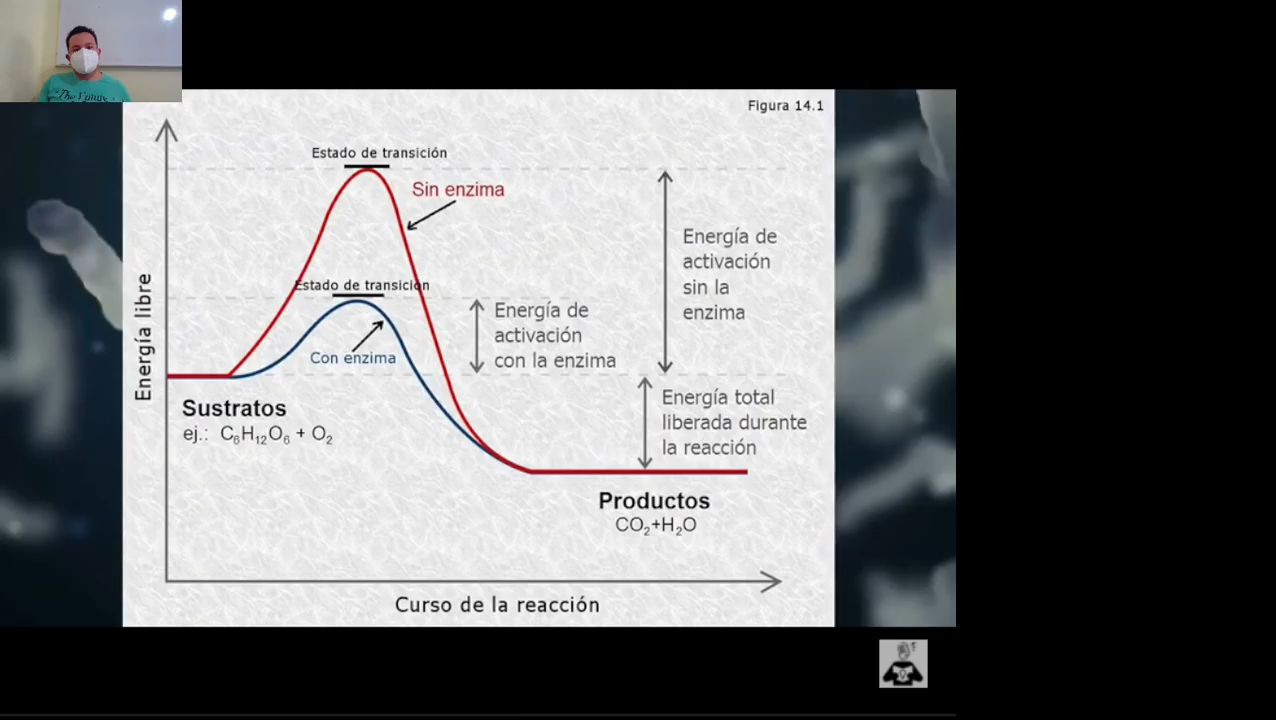 Figura 14.1
Estado de transición
Sin enzima
Energía de
activación
sin la
enzima
Estado de transición
Energía de
activación
con la enzima
Con enzima
Energía libre
Sustratos
ej.: C₆H₁₂O₆ + O₂
Energía total
liberada durante
la reacción
Productos
CO₂+H₂O
Curso de la reacción